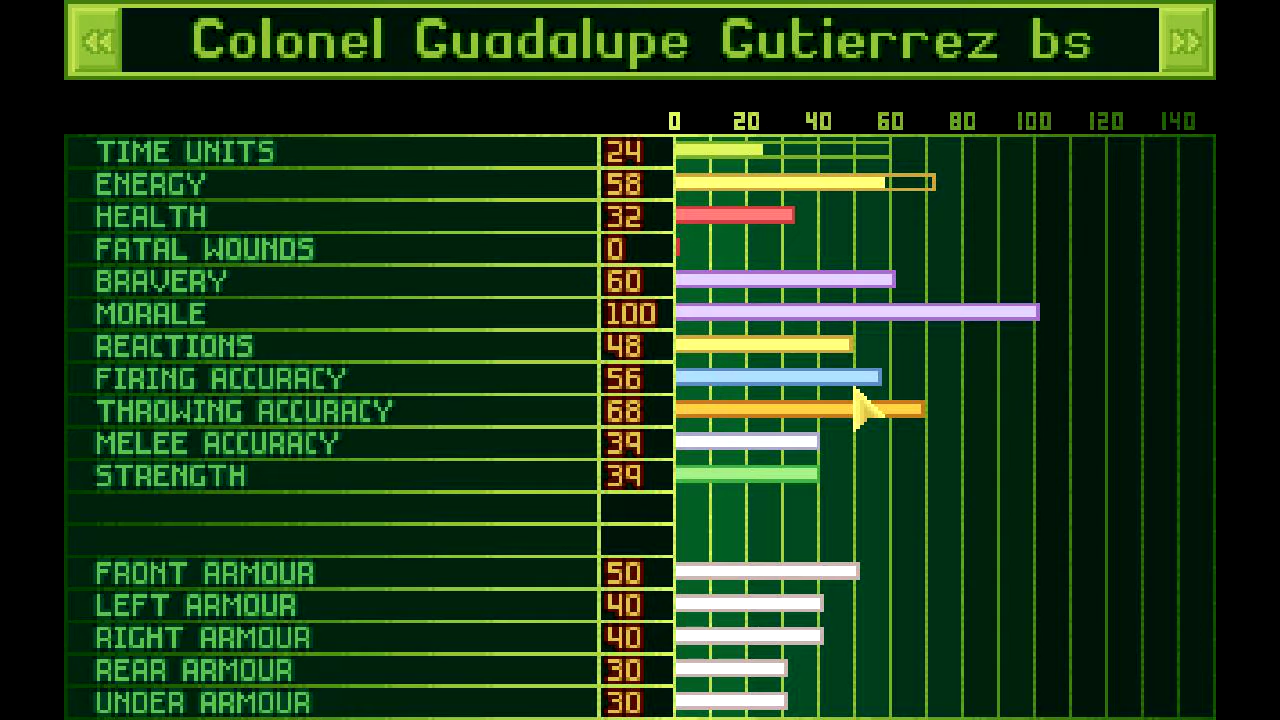 Colonel Guadalupe Gutierrez bs
0 20 40 60 80 100 120 140
TIME UNITS 24
ENERGY 58
HEALTH 32
FATAL WOUNDS 0
BRAVERY 60
MORALE 100
REACTIONS 48
FIRING ACCURACY 56
THROWING ACCURACY 68
MELEE ACCURACY 39
STRENGTH 39
FRONT ARMOUR 50
LEFT ARMOUR 40
RIGHT ARMOUR 40
REAR ARMOUR 30
UNDER ARMOUR 30